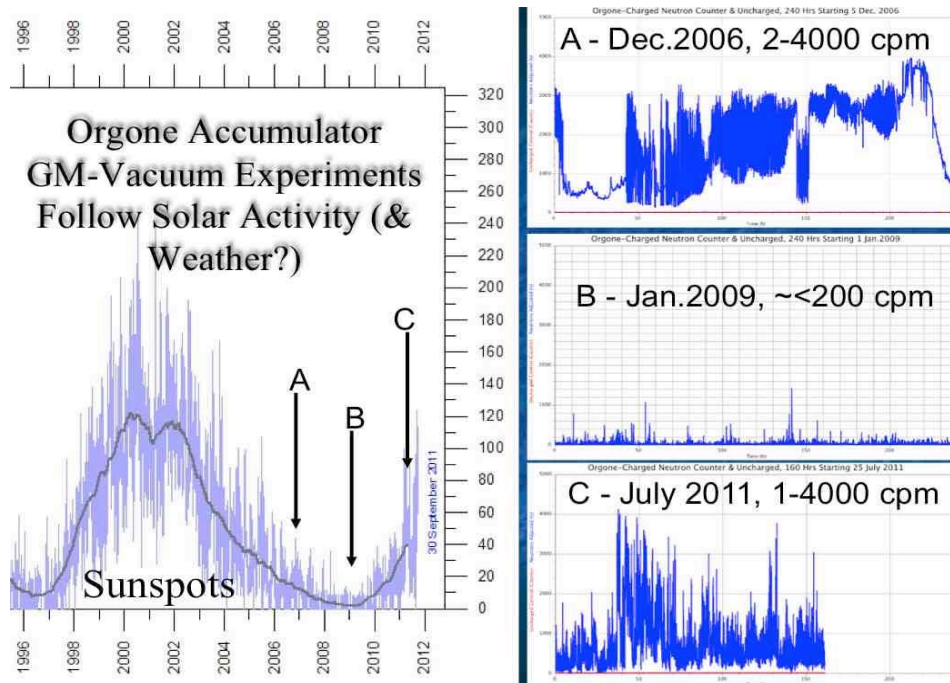 1996
1998
2000
2002
2004
2006
2008
2010
2012
Orgone Accumulator
GM-Vacuum Experiments
Follow Solar Activity (&
Weather?)
320
300
280
260
240
220
200
180
160
140
120
100
80
60
40
20
0
A
B
C
30 September 2011
Sunspots
1996
1998
2000
2002
2004
2006
2008
2010
2012
Orgone-Charged Neutron Counter & Uncharged, 240 Hrs Starting 5 Dec. 2006
A - Dec.2006, 2-4000 cpm
Orgone-Charged Neutron Counter & Uncharged, 240 Hrs Starting 1 Jan.2009
B - Jan.2009, ~<200 cpm
Orgone-Charged Neutron Counter & Uncharged, 160 Hrs Starting 25 July 2011
C - July 2011, 1-4000 cpm